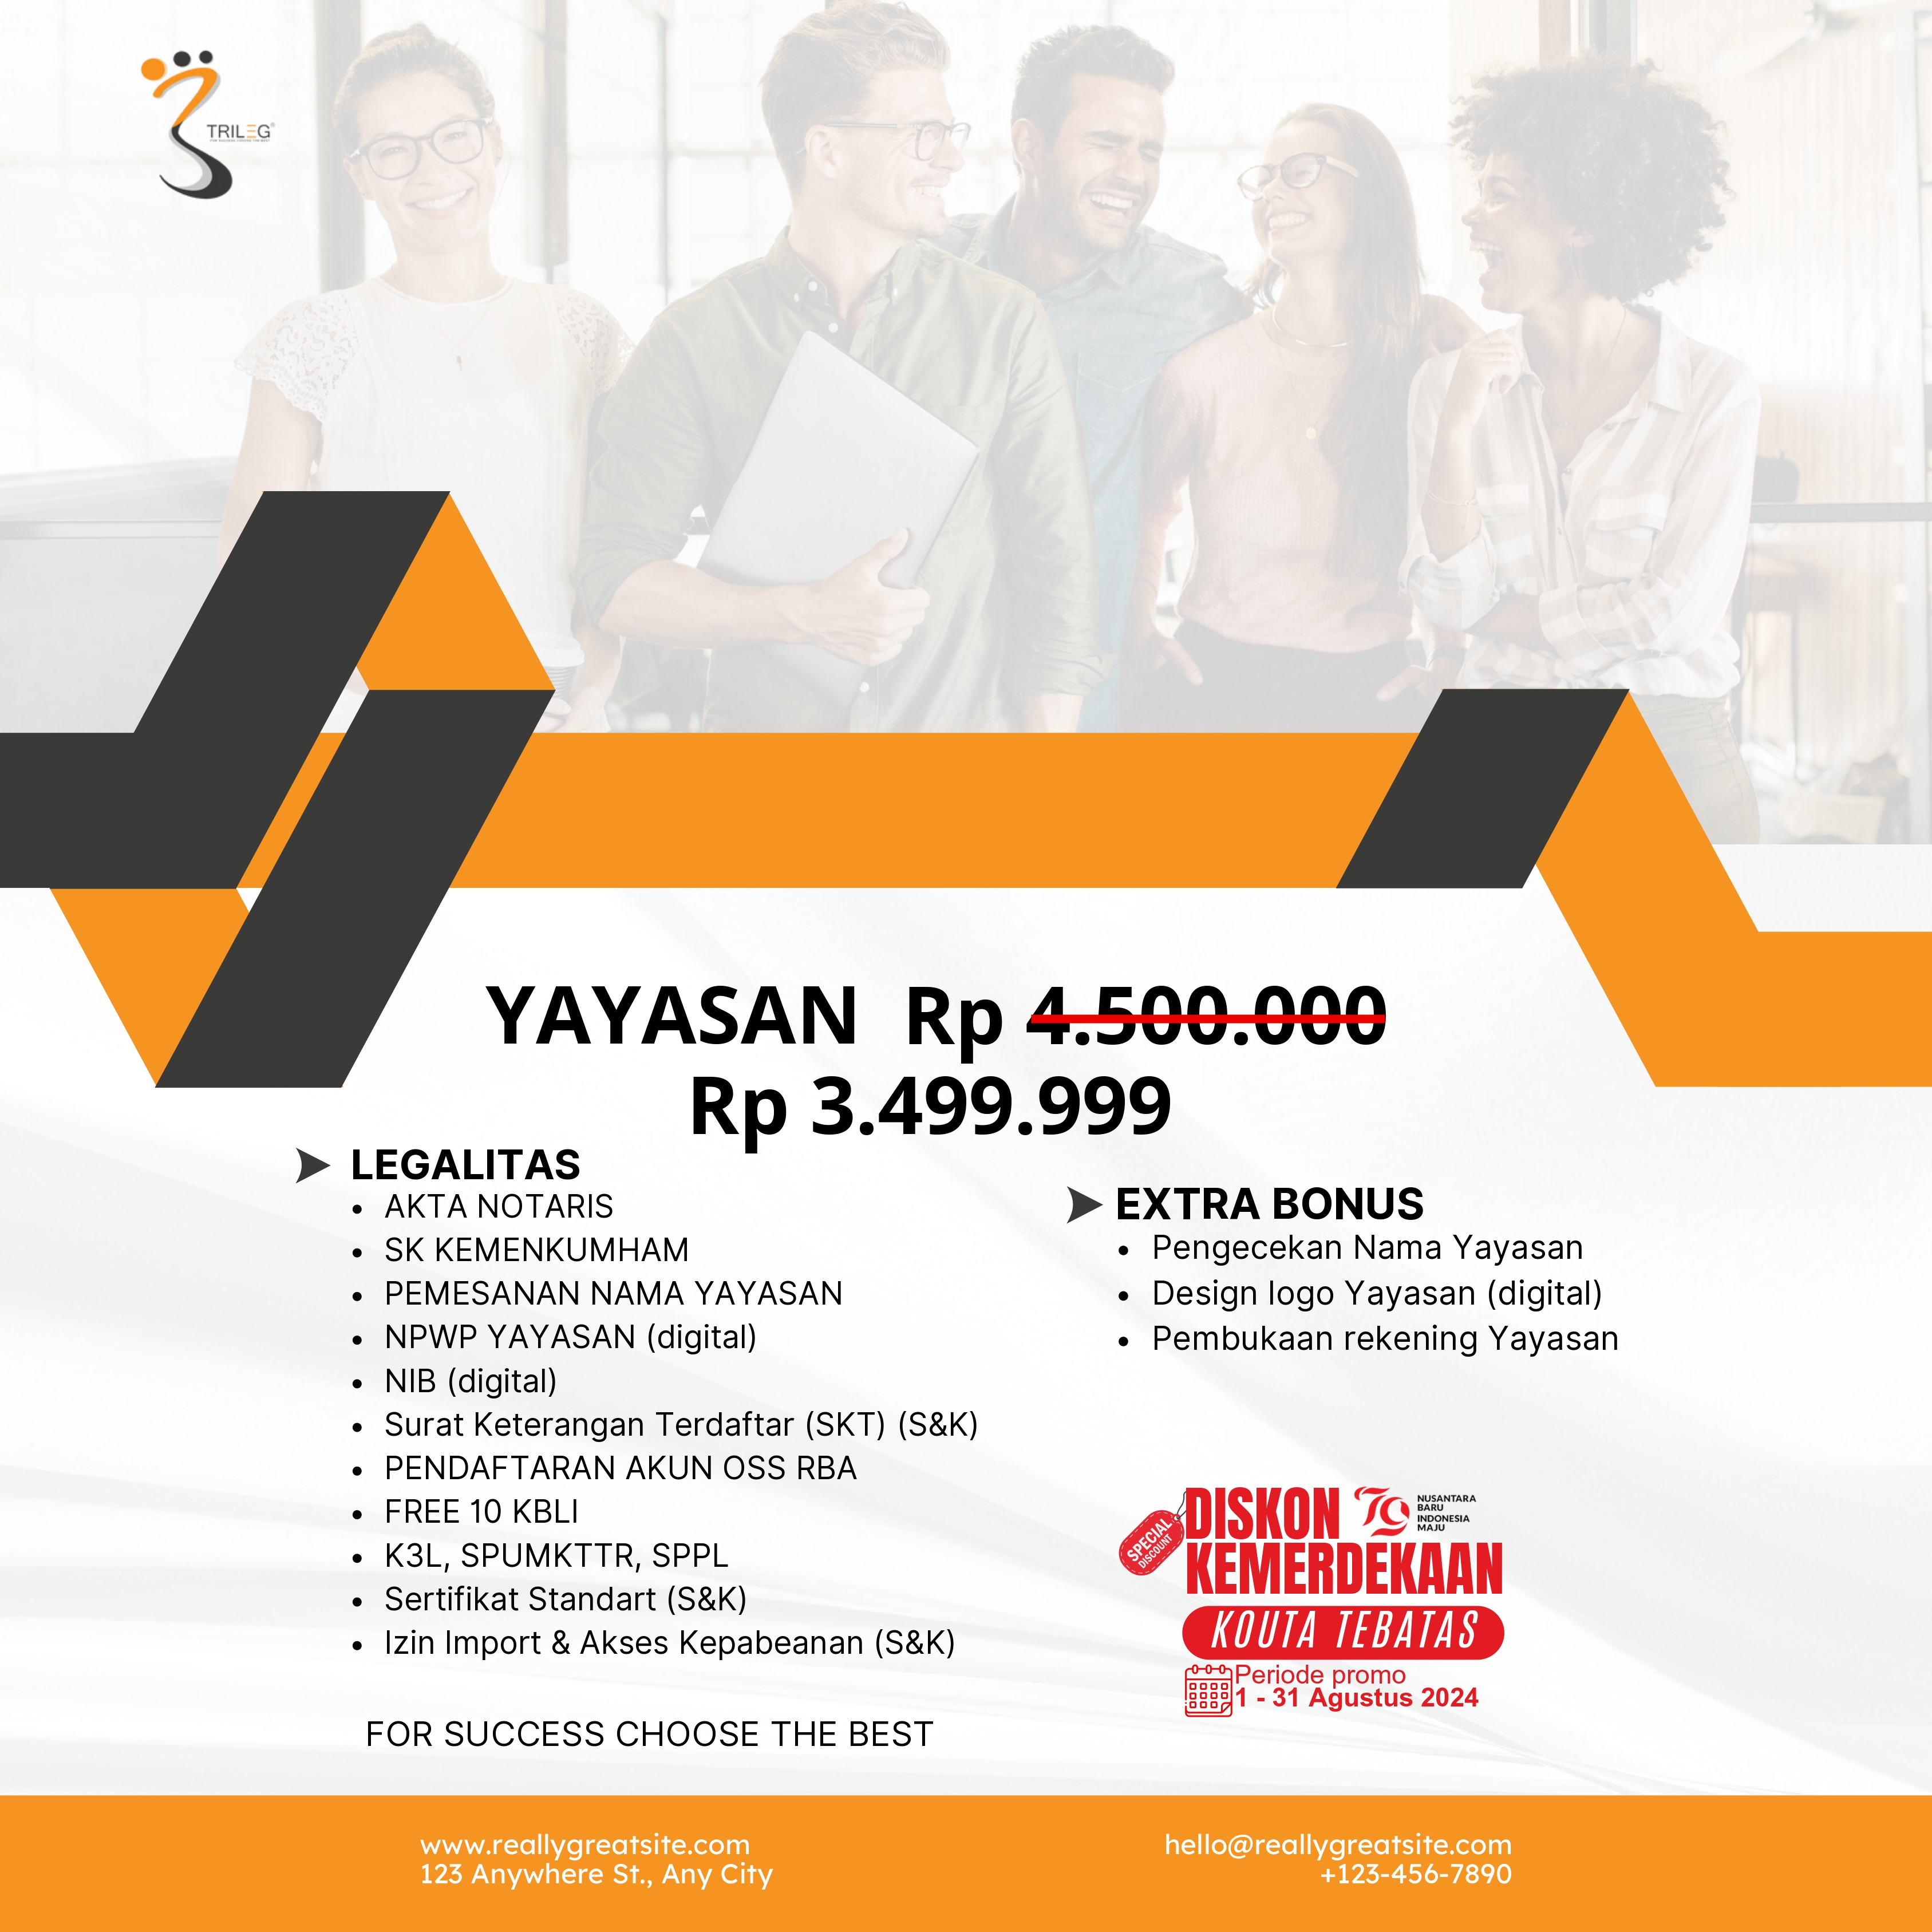 TRILEG
YAYASAN Rp 4.500.000
Rp 3.499.999
LEGALITAS
AKTA NOTARIS
SK KEMENKUMHAM
PEMESANAN NAMA YAYASAN
NPWP YAYASAN (digital)
NIB (digital)
Surat Keterangan Terdaftar (SKT) (S&K)
PENDAFTARAN AKUN OSS RBA
FREE 10 KBLI
K3L, SPUMKTTR, SPPL
Sertifikat Standart (S&K)
Izin Import & Akses Kepabeanan (S&K)
FOR SUCCESS CHOOSE THE BEST
EXTRA BONUS
Pengecekan Nama Yayasan
Design logo Yayasan (digital)
Pembukaan rekening Yayasan
SPECIAL
DISCOUNT
DISKON
79
NUSANTARA
BARU
INDONESIA
MAJU
KEMERDEKAAN
KOUTA TEBATAS
Periode promo
1 - 31 Agustus 2024
www.reallygreatsite.com
123 Anywhere St., Any City
hello@reallygreatsite.com
+123-456-7890